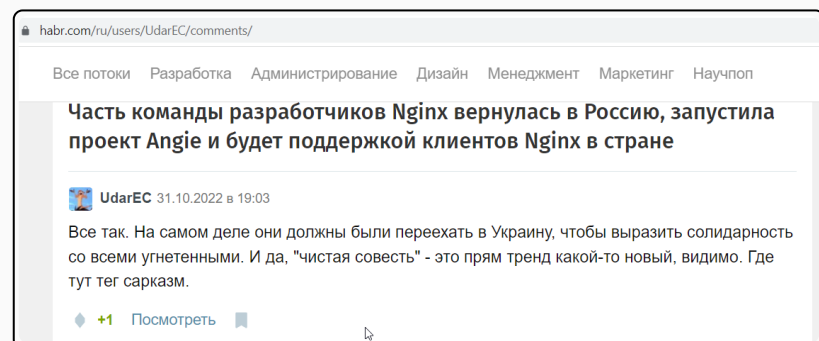 habr.com/ru/users/UdarEC/comments/
Все потоки Разработка Администрирование Дизайн Менеджмент Маркетинг Научпоп
Часть команды разработчиков Nginx вернулась в Россию, запустила
проект Angie и будет поддержкой клиентов Nginx в стране
UdarEC 31.10.2022 в 19:03
Все так. На самом деле они должны были переехать в Украину, чтобы выразить солидарность
со всеми угнетенными. И да, "чистая совесть" - это прям тренд какой-то новый, видимо. Где
тут тег сарказм.
+1 Посмотреть